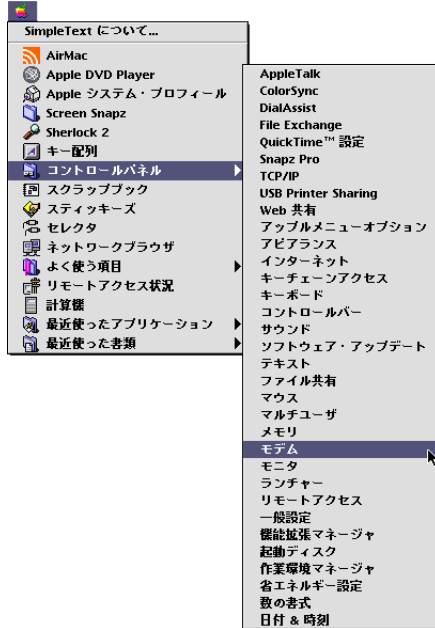 SimpleText について...
AirMac
Apple DVD Player
Apple システム・プロフィール
Screen Snapz
Sherlock 2
キー配列
コントロールパネル
スクラップブック
スティッキーズ
セレクタ
ネットワークブラウザ
よく使う項目
リモートアクセス状況
計算機
最近使ったアプリケーション
最近使った書類
AppleTalk
ColorSync
DialAssist
File Exchange
QuickTime™ 設定
Snapz Pro
TCP/IP
USB Printer Sharing
Web 共有
アップルメニューオプション
アピアランス
インターネット
キーチェーンアクセス
キーボード
コントロールバー
サウンド
ソフトウェア・アップデート
テキスト
ファイル共有
マウス
マルチユーザ
メモリ
モデム
モニタ
ランチャー
リモートアクセス
一般設定
機能拡張マネージャ
起動ディスク
作業環境マネージャ
省エネルギー設定
数の書式
日付 & 時刻